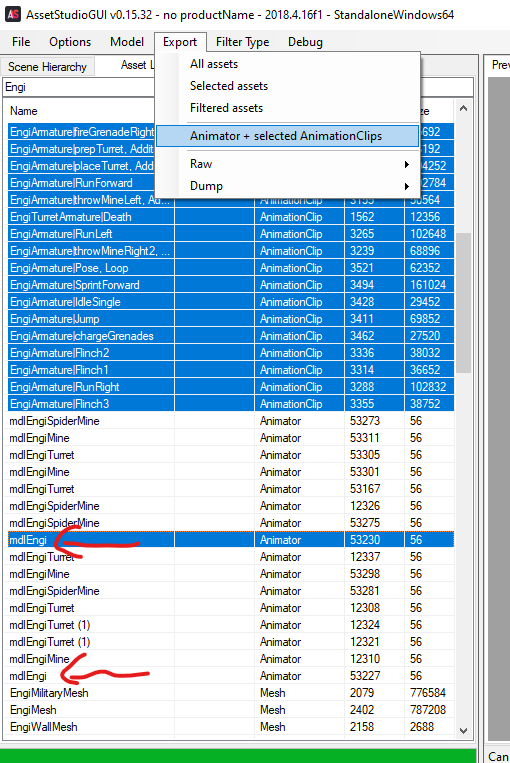 AssetStudioGUI v0.15.32 - no productName - 2018.4.16f1 - StandaloneWindows64
File Options Model Export Filter Type Debug
Scene Hierarchy Asset L Prev
All assets
Engi
Selected assets
Name ze
Filtered assets
EngiArmature|fireGrenadeRight 5692
EngiArmature|prepTurret, Addit Animator + selected AnimationClips 5192
EngiArmature|placeTurret, Addi 04252
Raw
EngiArmature|RunForward 02784
Dump
EngiArmature|throwMineLeft, Ad... AnimationClip
EngiTurretArmature|Death AnimationClip 1562 12356
EngiArmature|RunLeft AnimationClip 3265 102648
EngiArmature|throwMineRight2, ... AnimationClip 3239 68896
EngiArmature|Pose, Loop AnimationClip 3521 62352
EngiArmature|SprintForward AnimationClip 3494 161024
EngiArmature|IdleSingle AnimationClip 3428 29452
EngiArmature|Jump AnimationClip 3411 69852
EngiArmature|chargeGrenades AnimationClip 3462 27520
EngiArmature|Flinch2 AnimationClip 3336 38032
EngiArmature|Flinch1 AnimationClip 3314 36652
EngiArmature|RunRight AnimationClip 3288 102832
EngiArmature|Flinch3 AnimationClip 3355 38752
mdlEngiSpiderMine Animator 53273 56
mdlEngiMine Animator 53311 56
mdlEngiTurret Animator 53305 56
mdlEngiMine Animator 53301 56
mdlEngiTurret Animator 53167 56
mdlEngiSpiderMine Animator 12326 56
mdlEngiSpiderMine Animator 53275 56
mdlEngi Animator 53230 56
mdlEngiTurret Animator 12337 56
mdlEngiMine Animator 53298 56
mdlEngiSpiderMine Animator 53281 56
mdlEngiTurret Animator 12308 56
mdlEngiTurret (1) Animator 12324 56
mdlEngiTurret (1) Animator 12321 56
mdlEngiMine Animator 12310 56
mdlEngi Animator 53227 56
EngiMilitaryMesh Mesh 2079 776584
EngiMesh Mesh 2402 787208
EngiWallMesh Mesh 2158 2688
Can